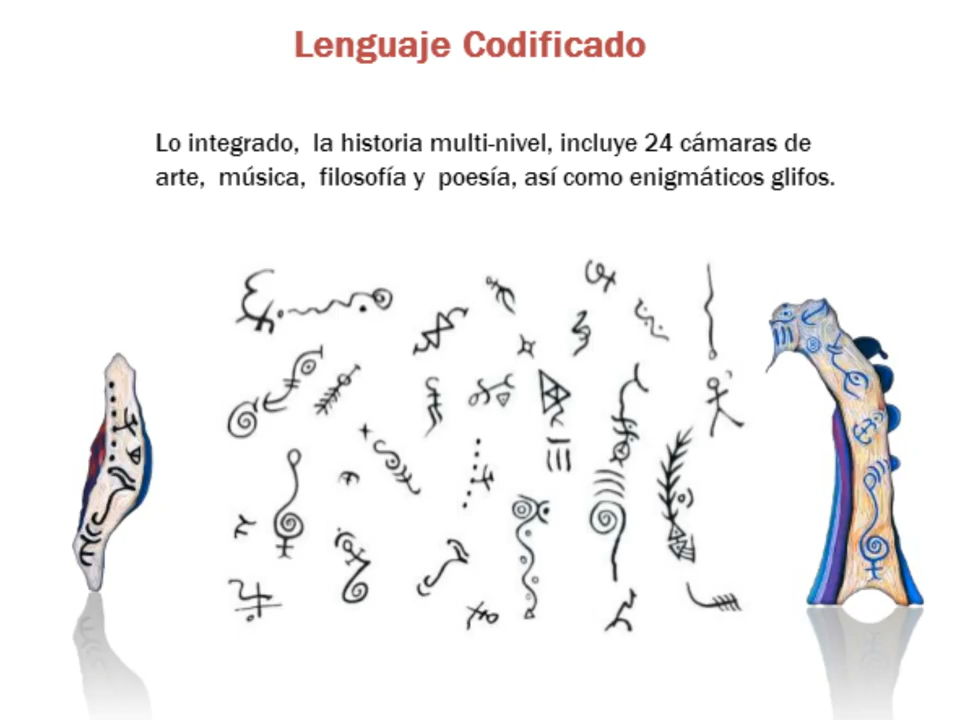 Lenguaje Codificado
Lo integrado, la historia multi-nivel, incluye 24 cámaras de
arte, música, filosofía y poesía, así como enigmáticos glifos.